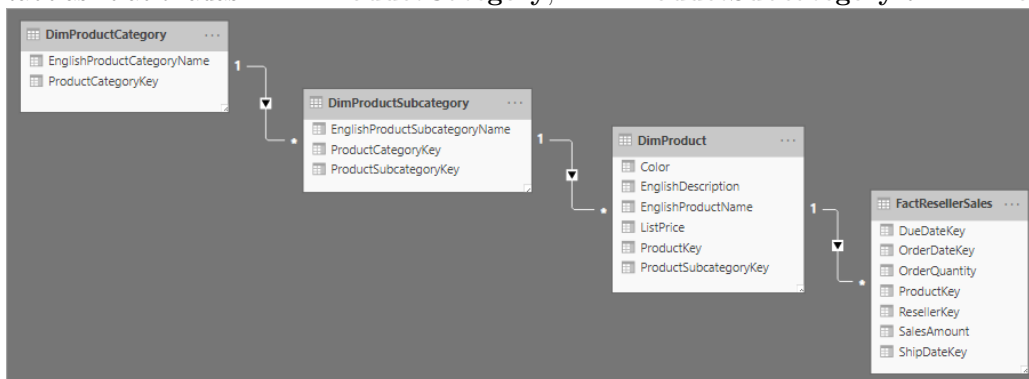 DimProductCategory ...
EnglishProductCategoryName
ProductCategoryKey
1
*
DimProductSubcategory ...
EnglishProductSubcategoryName
ProductCategoryKey
ProductSubcategoryKey
1
*
DimProduct ...
Color
EnglishDescription
EnglishProductName
ListPrice
ProductKey
ProductSubcategoryKey
1
*
FactResellerSales ...
DueDateKey
OrderDateKey
OrderQuantity
ProductKey
ResellerKey
SalesAmount
ShipDateKey